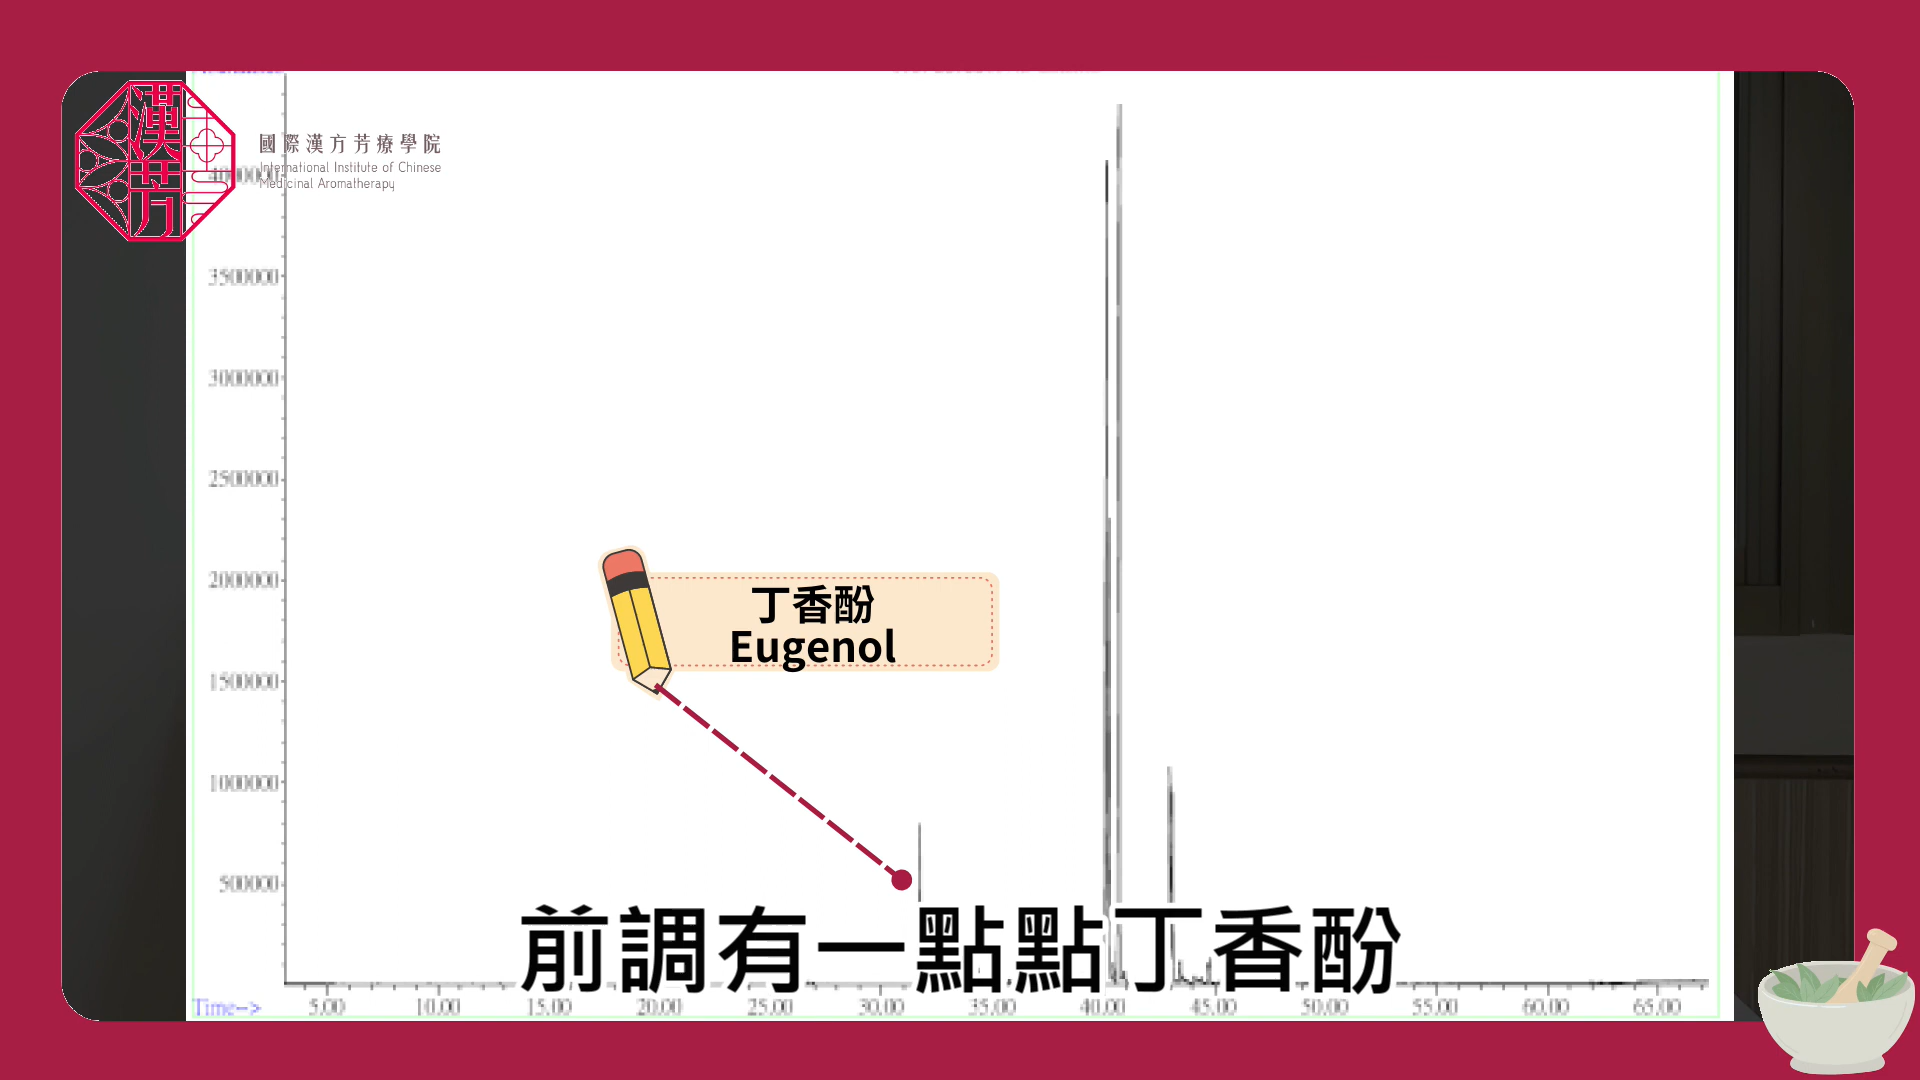 漢方
國際漢方芳療學院
International Institute of Chinese
Medicinal Aromatherapy
3500000
3000000
2500000
2000000
1500000
1000000
500000
丁香酚
Eugenol
前調有一點點丁香酚
Time-->
5.00 10.00 15.00 20.00 25.00 30.00 35.00 40.00 45.00 50.00 55.00 60.00 65.00